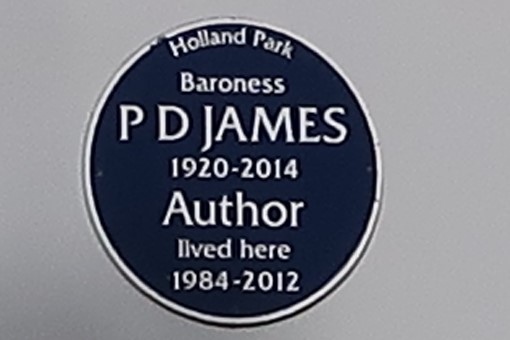 Holland Park
Baroness
P D JAMES
1920-2014
Author
lived here
1984-2012